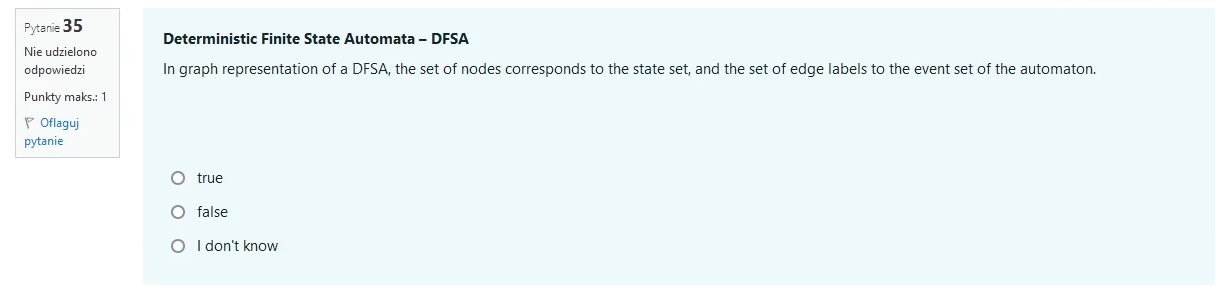 Pytanie 35
Nie udzielono
odpowiedzi
Punkty maks.: 1
Oflaguj
pytanie
Deterministic Finite State Automata – DFSA
In graph representation of a DFSA, the set of nodes corresponds to the state set, and the set of edge labels to the event set of the automaton.
true
false
I don't know